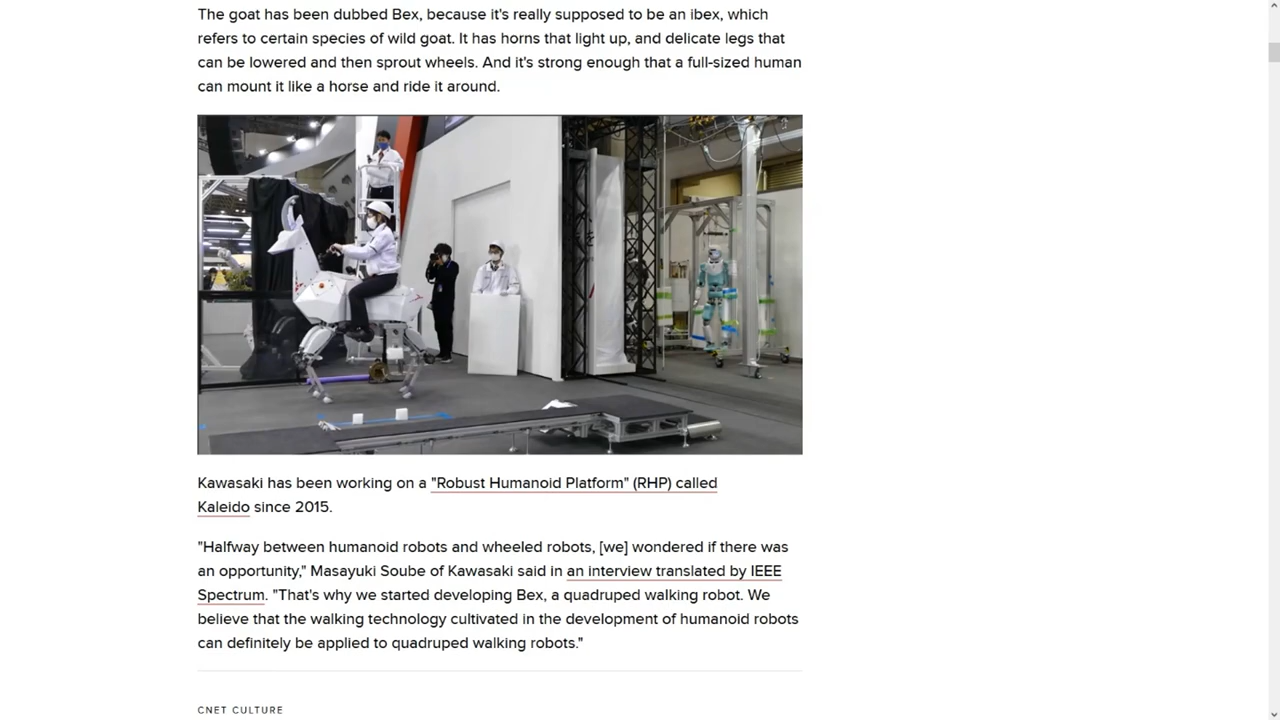 The goat has been dubbed Bex, because it's really supposed to be an ibex, which
refers to certain species of wild goat. It has horns that light up, and delicate legs that
can be lowered and then sprout wheels. And it's strong enough that a full-sized human
can mount it like a horse and ride it around.
Kawasaki has been working on a "Robust Humanoid Platform" (RHP) called
Kaleido since 2015.
"Halfway between humanoid robots and wheeled robots, [we] wondered if there was
an opportunity," Masayuki Soube of Kawasaki said in an interview translated by IEEE
Spectrum. "That's why we started developing Bex, a quadruped walking robot. We
believe that the walking technology cultivated in the development of humanoid robots
can definitely be applied to quadruped walking robots."
CNET CULTURE